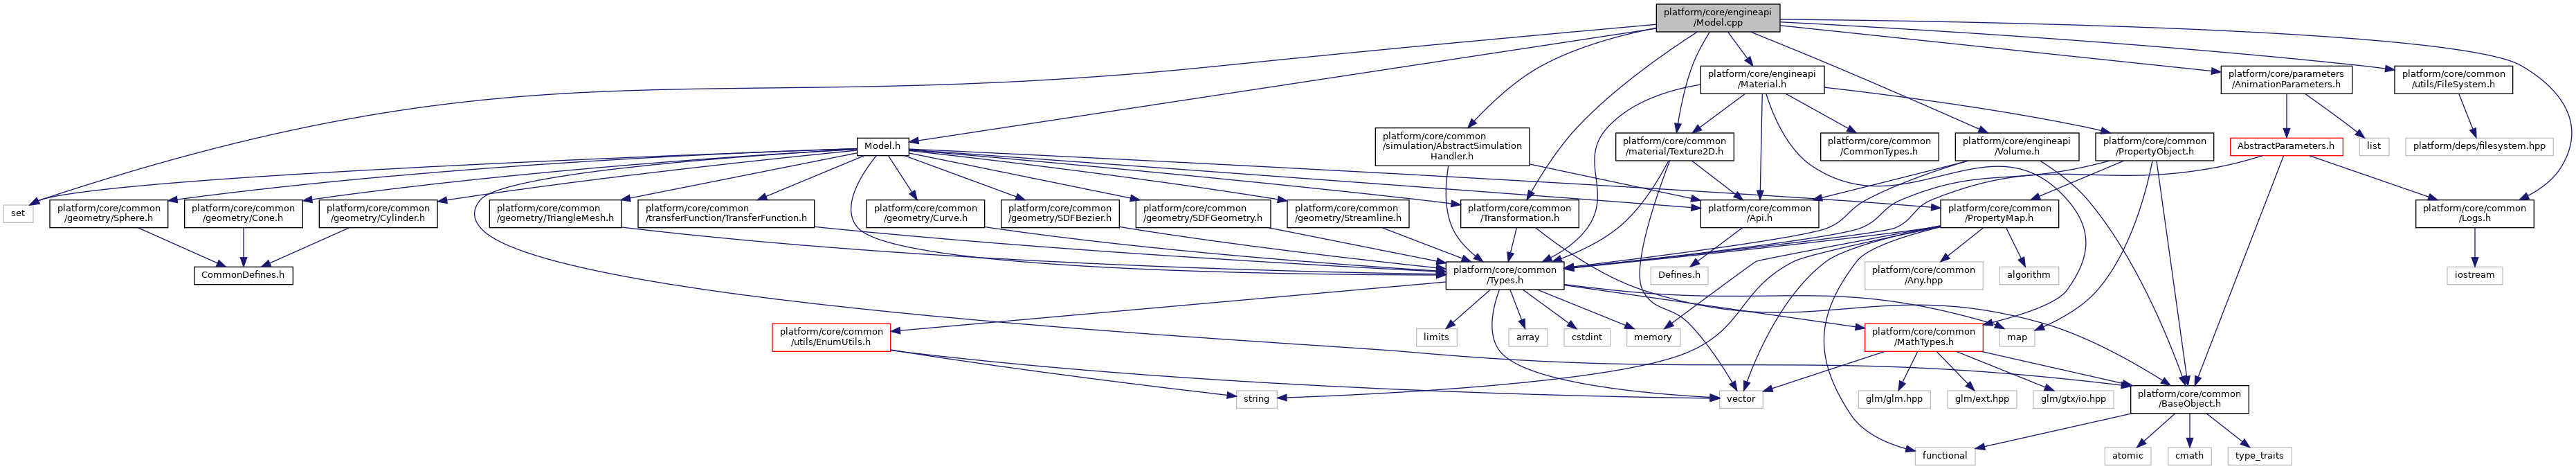 platform/core/engineapi
/Model.cpp
platform/core/engineapi
/Material.h
platform/core/parameters
/AnimationParameters.h
platform/core/common
/utils/FileSystem.h
Model.h
platform/core/common
/simulation/AbstractSimulation
Handler.h
platform/core/common
/material/Texture2D.h
platform/core/common
/CommonTypes.h
platform/core/engineapi
/Volume.h
platform/core/common
/PropertyObject.h
AbstractParameters.h
list
platform/deps/filesystem.hpp
set
platform/core/common
/geometry/Sphere.h
platform/core/common
/geometry/Cone.h
platform/core/common
/geometry/Cylinder.h
platform/core/common
/geometry/TriangleMesh.h
platform/core/common
/transferFunction/TransferFunction.h
platform/core/common
/geometry/Curve.h
platform/core/common
/geometry/SDFBezier.h
platform/core/common
/geometry/SDFGeometry.h
platform/core/common
/geometry/Streamline.h
platform/core/common
/Transformation.h
platform/core/common
/Api.h
platform/core/common
/PropertyMap.h
platform/core/common
/Logs.h
CommonDefines.h
platform/core/common
/Types.h
Defines.h
platform/core/common
/Any.hpp
algorithm
iostream
platform/core/common
/utils/EnumUtils.h
limits
array
cstdint
memory
platform/core/common
/MathTypes.h
map
string
vector
glm/glm.hpp
glm/ext.hpp
glm/gtx/io.hpp
platform/core/common
/BaseObject.h
functional
atomic
cmath
type_traits